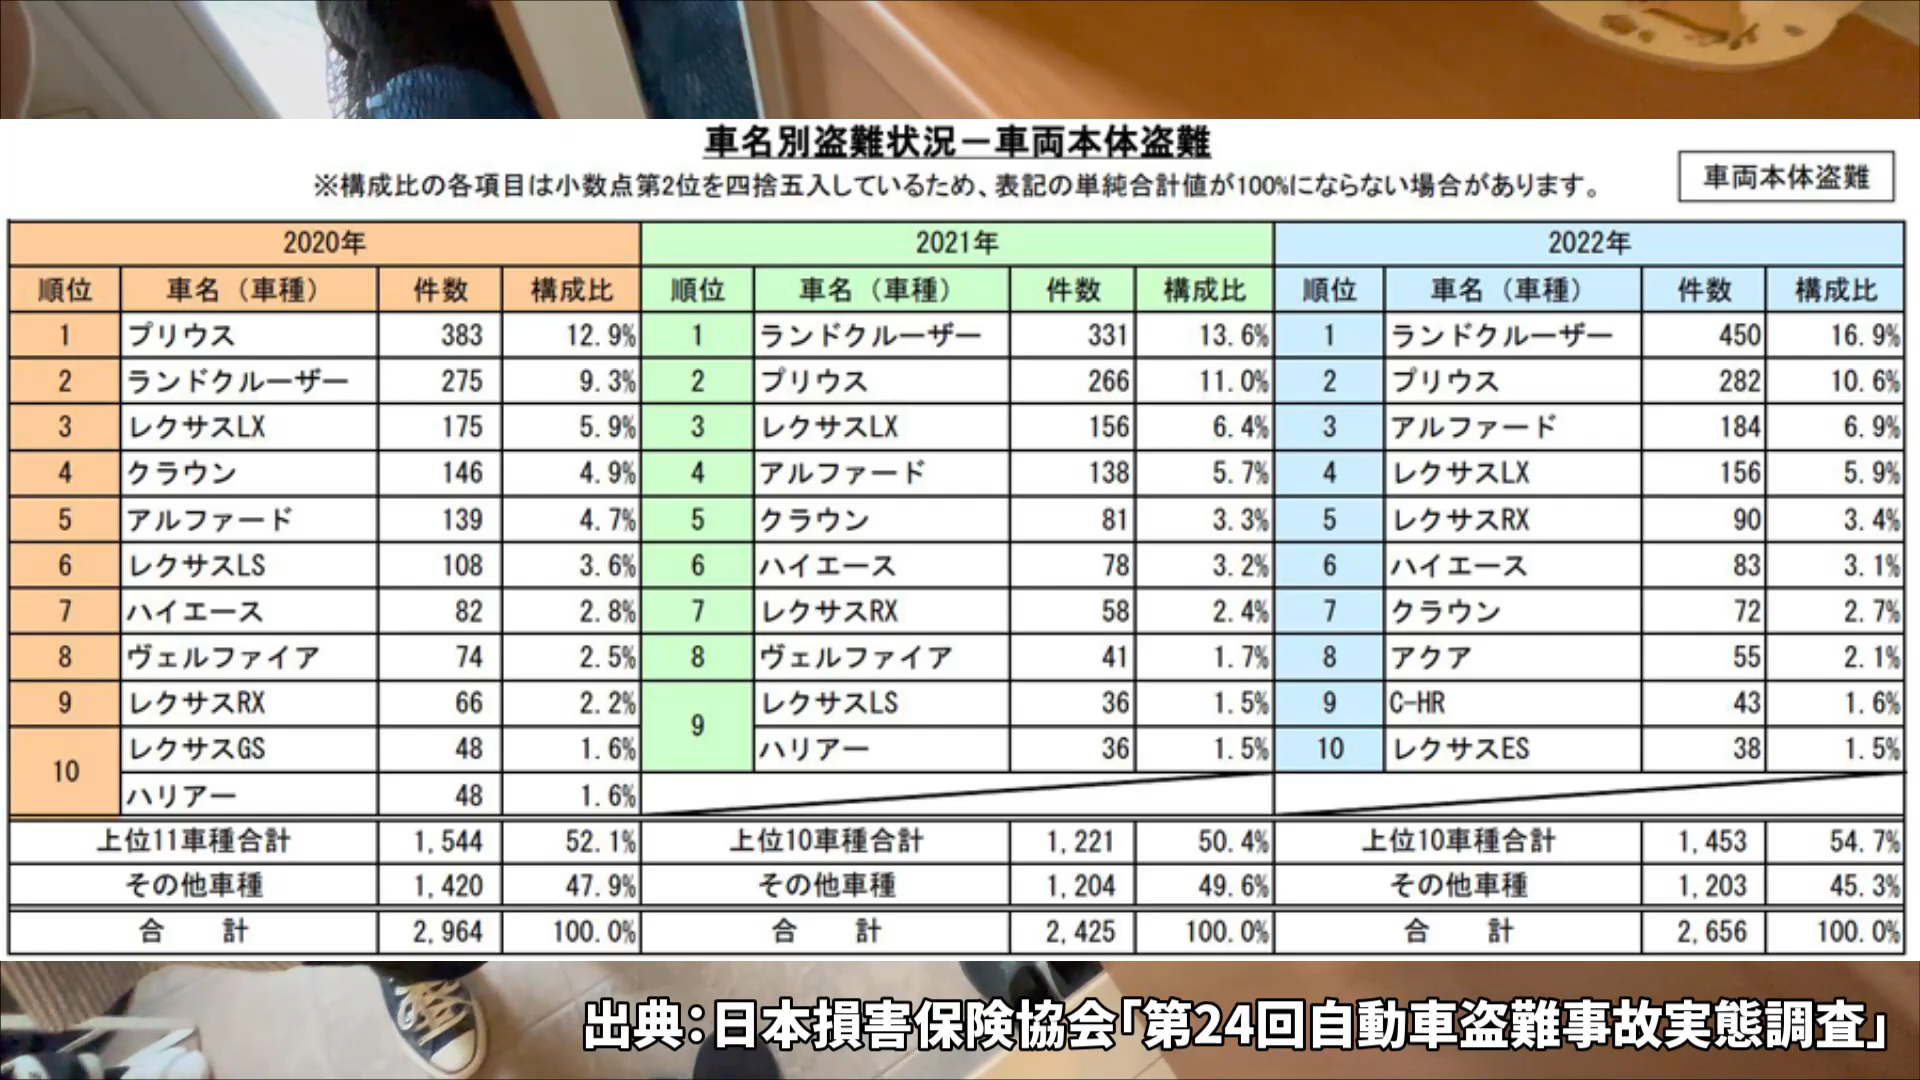 車名別盗難状況－車両本体盗難
※構成比の各項目は小数点第2位を四捨五入しているため、表記の単純合計値が100%にならない場合があります。
車両本体盗難
2020年 2021年 2022年
順位 車名（車種） 件数 構成比 順位 車名（車種） 件数 構成比 順位 車名（車種） 件数 構成比
1 プリウス 383 12.9% 1 ランドクルーザー 331 13.6% 1 ランドクルーザー 450 16.9%
2 ランドクルーザー 275 9.3% 2 プリウス 266 11.0% 2 プリウス 282 10.6%
3 レクサスLX 175 5.9% 3 レクサスLX 156 6.4% 3 アルファード 184 6.9%
4 クラウン 146 4.9% 4 アルファード 138 5.7% 4 レクサスLX 156 5.9%
5 アルファード 139 4.7% 5 クラウン 81 3.3% 5 レクサスRX 90 3.4%
6 レクサスLS 108 3.6% 6 ハイエース 78 3.2% 6 ハイエース 83 3.1%
7 ハイエース 82 2.8% 7 レクサスRX 58 2.4% 7 クラウン 72 2.7%
8 ヴェルファイア 74 2.5% 8 ヴェルファイア 41 1.7% 8 アクア 55 2.1%
9 レクサスRX 66 2.2% 9 レクサスLS 36 1.5% 9 C-HR 43 1.6%
10 レクサスGS 48 1.6% ハリアー 36 1.5% 10 レクサスES 38 1.5%
ハリアー 48 1.6%
上位11車種合計 1,544 52.1% 上位10車種合計 1,221 50.4% 上位10車種合計 1,453 54.7%
その他車種 1,420 47.9% その他車種 1,204 49.6% その他車種 1,203 45.3%
合 計 2,964 100.0% 合 計 2,425 100.0% 合 計 2,656 100.0%
出典：日本損害保険協会「第24回自動車盗難事故実態調査」